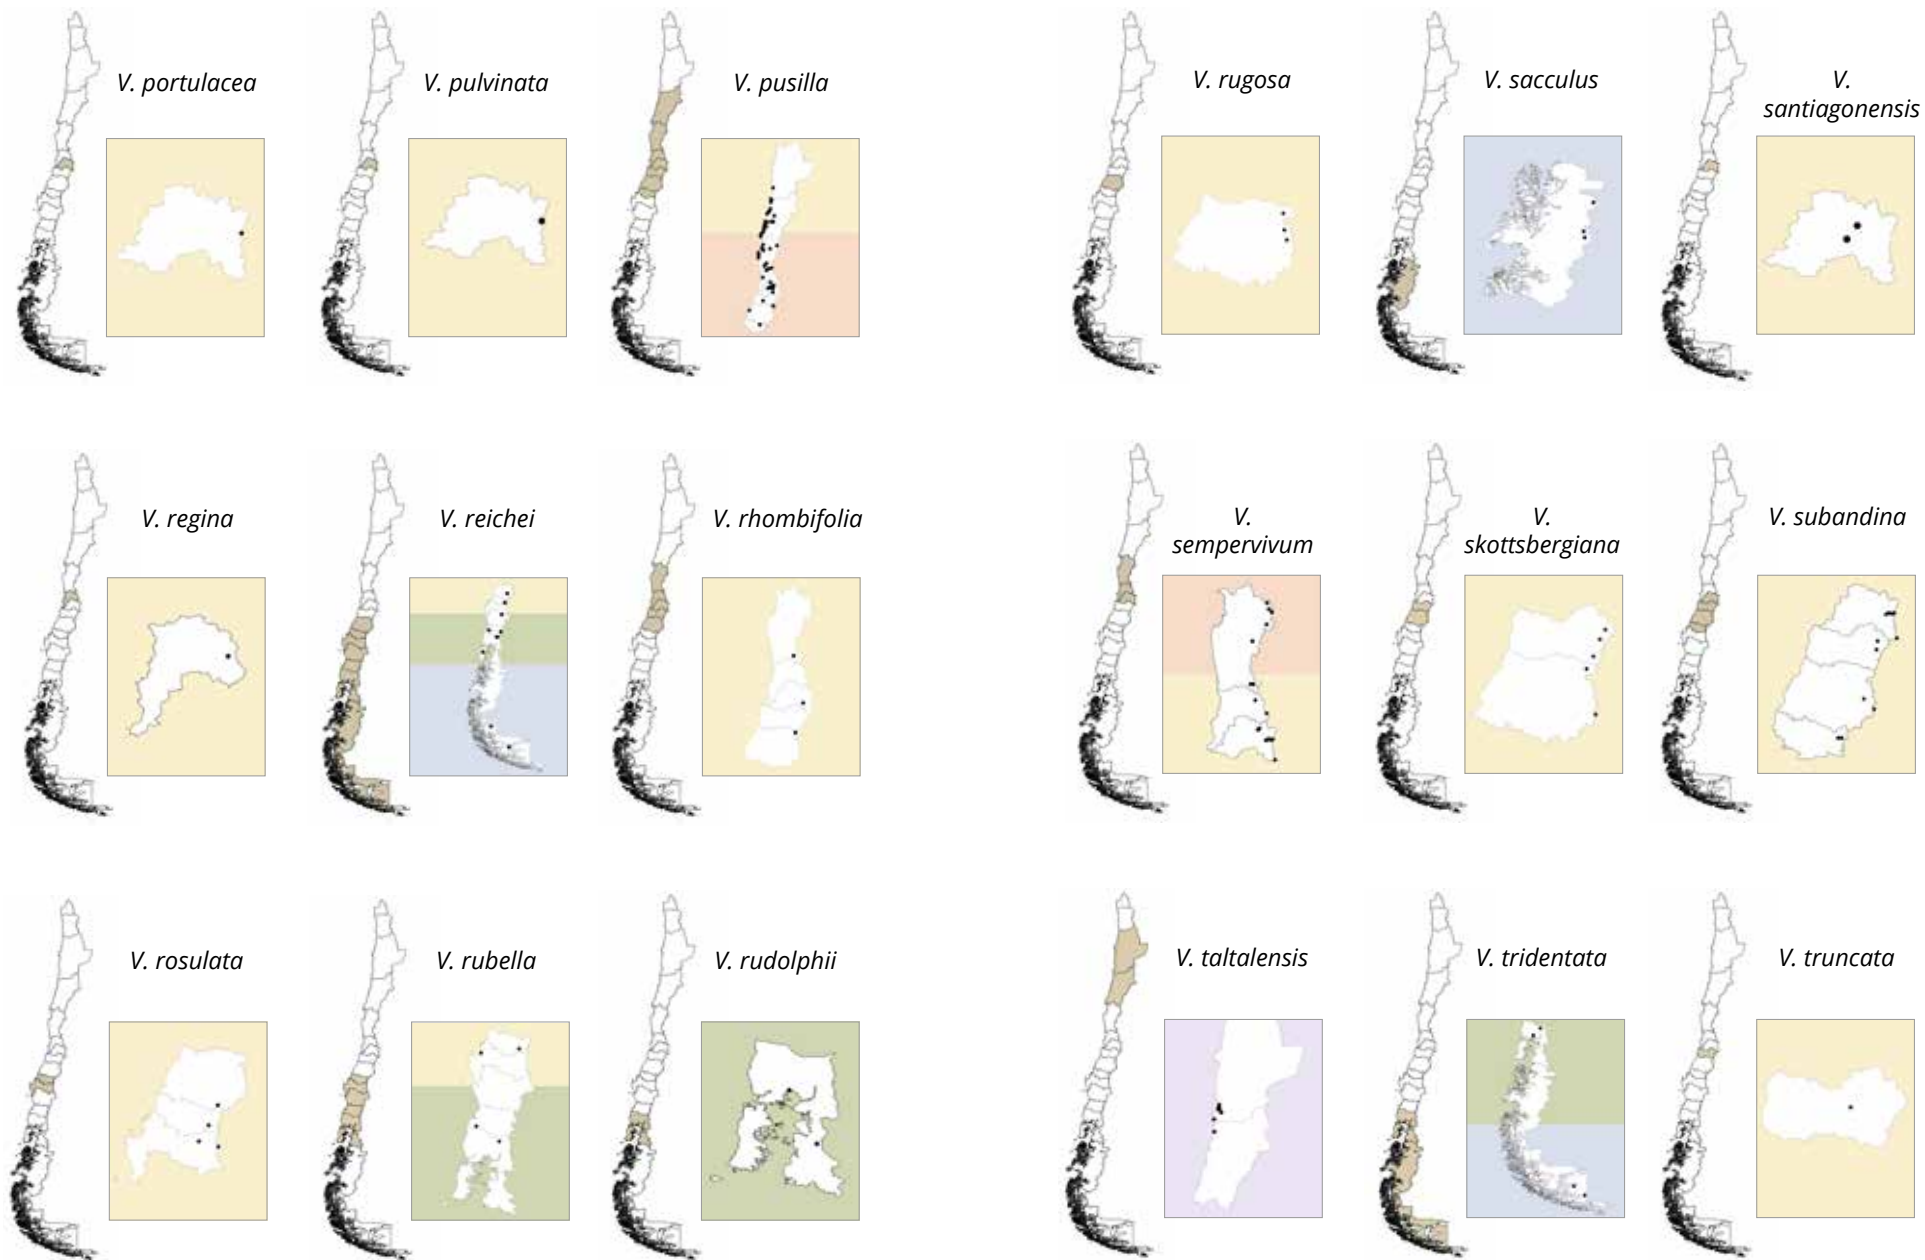 V. portulacea
V. pulvinata
V. pusilla
V. rugosa
V. sacculus
V.
santiagonensis
V. regina
V. reichei
V. rhombifolia
V.
sempervivum
V.
skottsbergiana
V. subandina
V. rosulata
V. rubella
V. rudolphii
V. taltalensis
V. tridentata
V. truncata